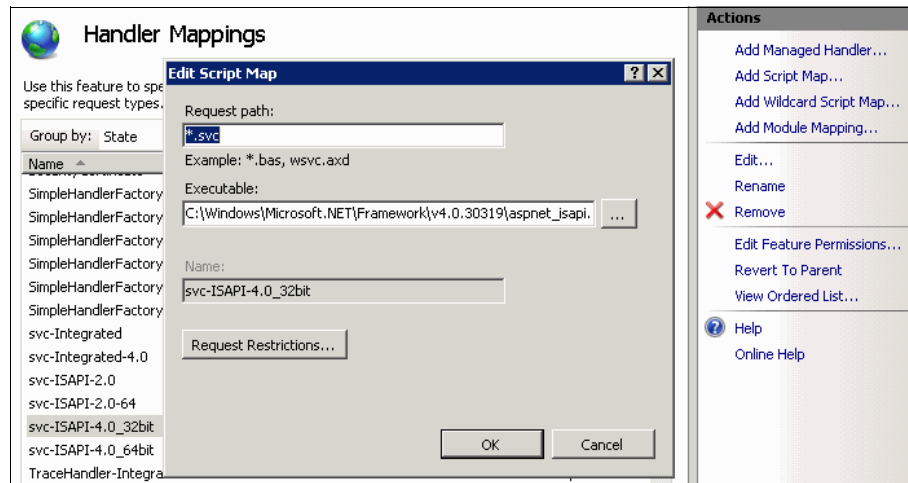 Handler Mappings
Use this feature to spe
specific request types.
Group by: State
Name
SimpleHandlerFactory
SimpleHandlerFactory
SimpleHandlerFactory
SimpleHandlerFactory
SimpleHandlerFactory
SimpleHandlerFactory
svc-Integrated
svc-Integrated-4.0
svc-ISAPI-2.0
svc-ISAPI-2.0-64
svc-ISAPI-4.0_32bit
svc-ISAPI-4.0_64bit
TraceHandler-Integra
Edit Script Map
Request path:
*.svc
Example: *.bas, wsvc.axd
Executable:
C:\Windows\Microsoft.NET\Framework\v4.0.30319\aspnet_isapi.
...
Name:
svc-ISAPI-4.0_32bit
Request Restrictions...
OK
Cancel
Actions
Add Managed Handler...
Add Script Map...
Add Wildcard Script Map...
Add Module Mapping...
Edit...
Rename
Remove
Edit Feature Permissions...
Revert To Parent
View Ordered List...
Help
Online Help